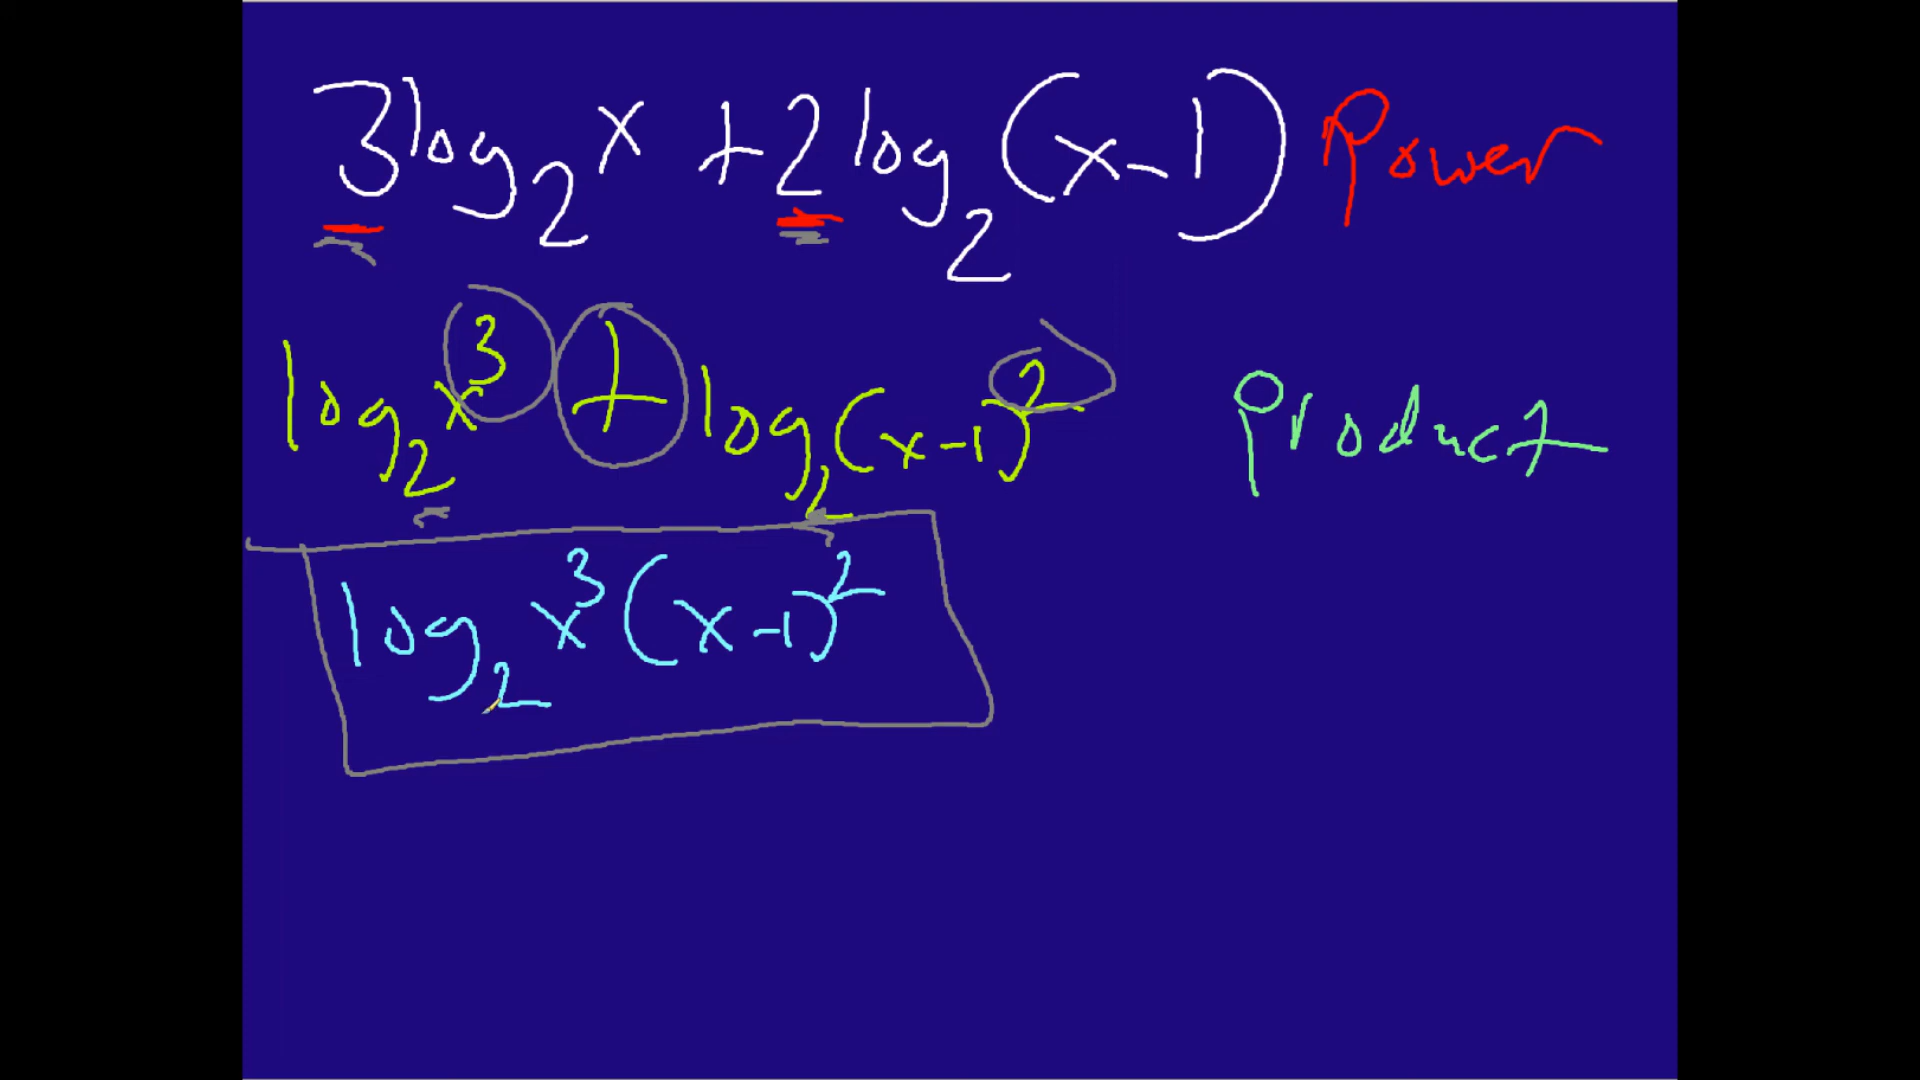 3log₂x + 2log₂(x-1) Power
log₂x³ + log₂(x-1)² product
log₂x³(x-1)²